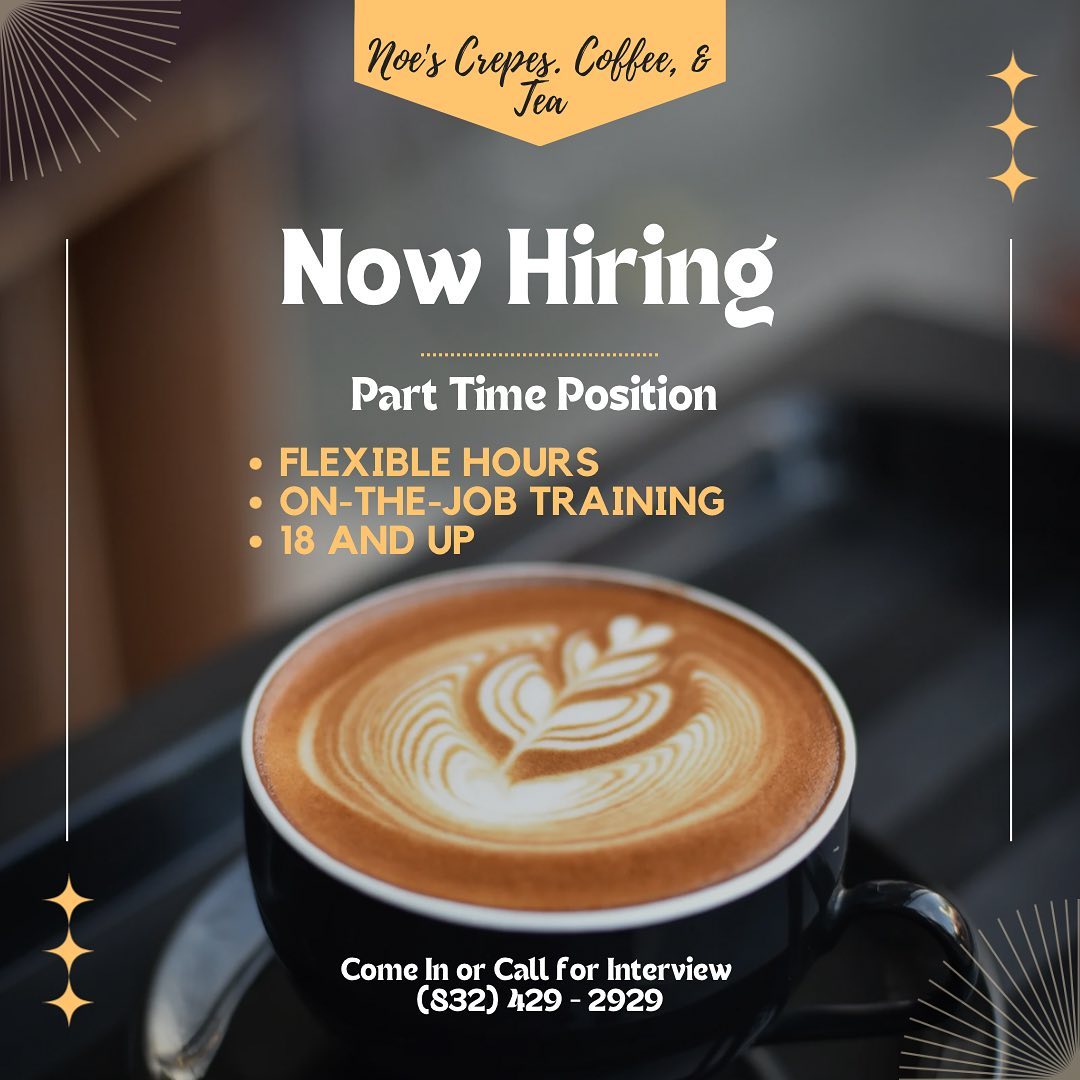 Noe's Crepes. Coffee, &
Tea
Now Hiring
Part Time Position
• FLEXIBLE HOURS
• ON-THE-JOB TRAINING
• 18 AND UP
Come In or Call for Interview
(832) 429 - 2929